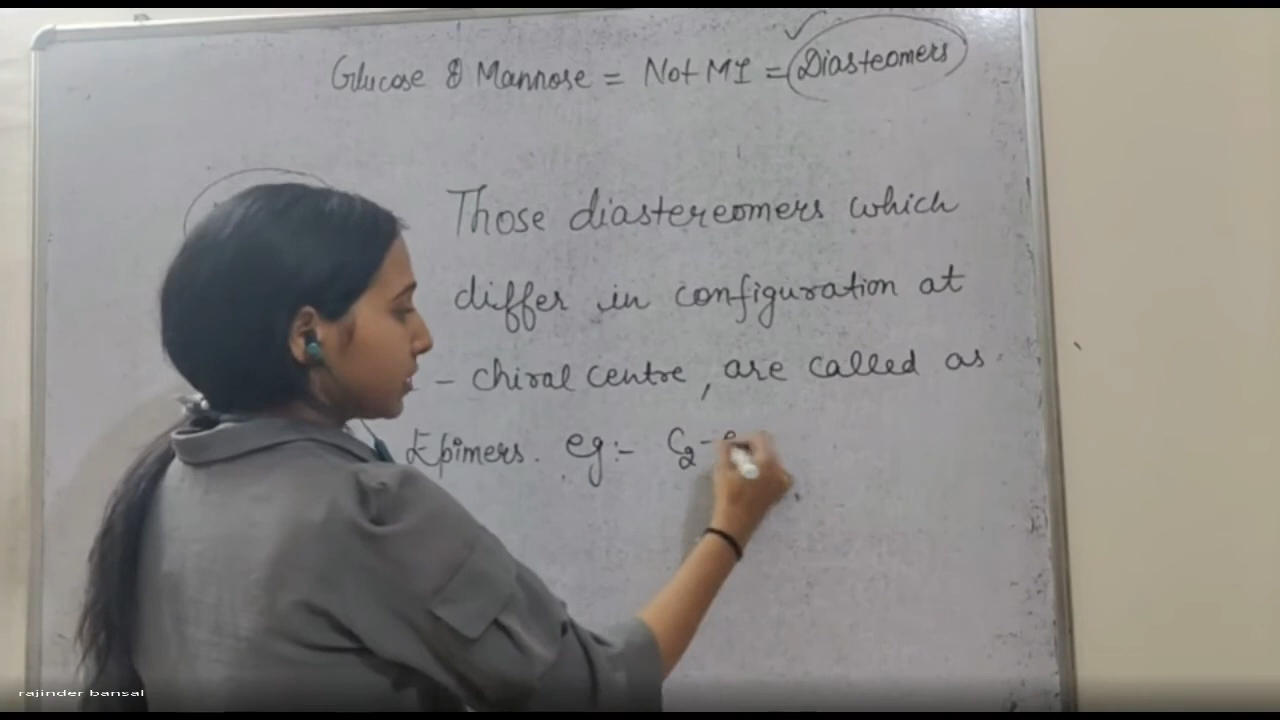 Glucose & Mannose = Not MI = Diasteomers
Those diastereomers which
differ in configuration at
- chiral centre, are called as
Epimers. eg:- C2-e
rajinder bansal